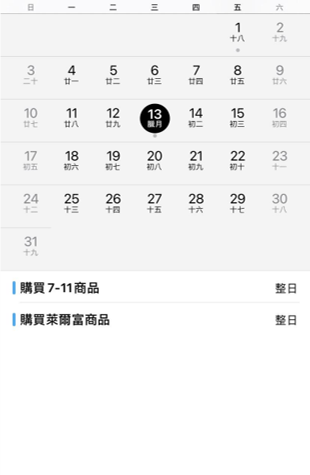 日 一 二 三 四 五 六
1 2
十八 十九
3 4 5 6 7 8 9
二十 廿一 廿二 廿三 廿四 廿五 廿六
10 11 12 13 14 15 16
廿七 廿八 廿九 臘月 初二 初三 初四
17 18 19 20 21 22 23
初五 初六 初七 初八 初九 初十 十一
24 25 26 27 28 29 30
十二 十三 十四 十五 十六 十七 十八
31
十九
購買 7-11商品 整日
購買萊爾富商品 整日